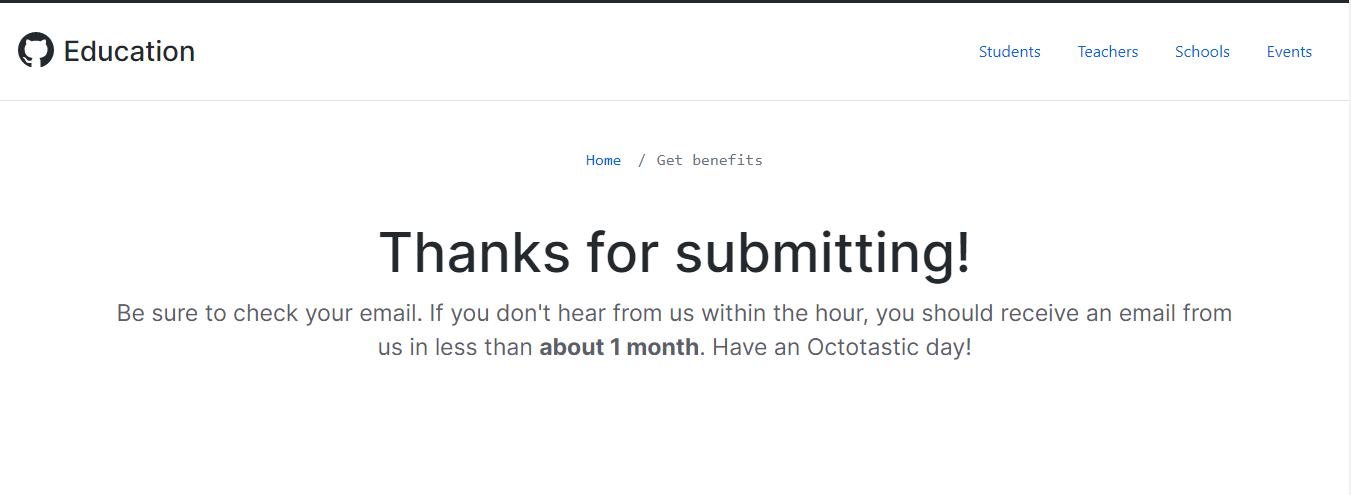 Education
Students
Teachers
Schools
Events
Home / Get benefits
Thanks for submitting!
Be sure to check your email. If you don't hear from us within the hour, you should receive an email from
us in less than about 1 month. Have an Octotastic day!